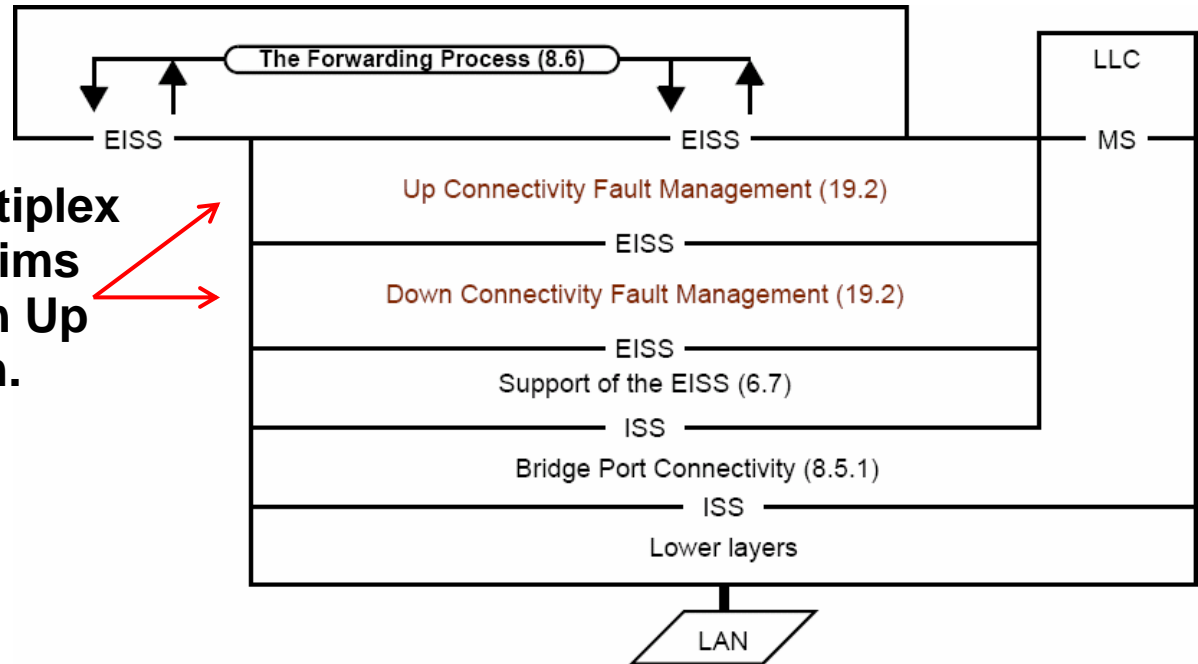 The Forwarding Process (8.6)
LLC
EISS
EISS
MS
Up Connectivity Fault Management (19.2)
EISS
Down Connectivity Fault Management (19.2)
EISS
Support of the EISS (6.7)
ISS
Bridge Port Connectivity (8.5.1)
ISS
Lower layers
LAN
tiplex
ims
Up